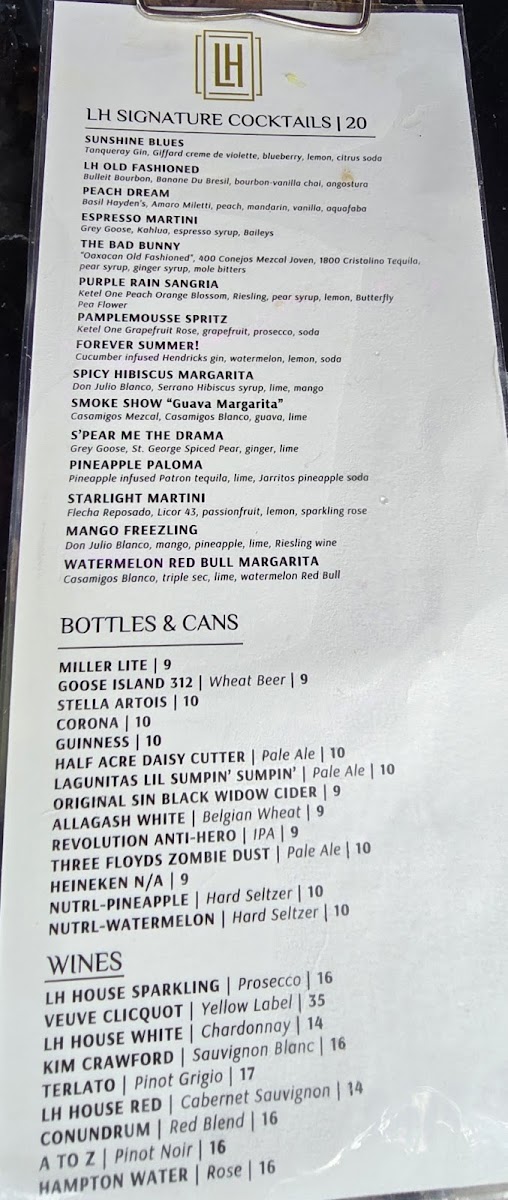 LH
LH SIGNATURE COCKTAILS | 20
SUNSHINE BLUES
Tanqueray Gin, Giffard creme de violette, blueberry, lemon, citrus soda
LH OLD FASHIONED
Bulleit Bourbon, Banane Du Bresil, bourbon-vanilla chai, angostura
PEACH DREAM
Basil Hayden's, Amaro Miletti, peach, mandarin, vanilla, aquafaba
ESPRESSO MARTINI
Grey Goose, Kahlua, espresso syrup, Baileys
THE BAD BUNNY
"Oaxacan Old Fashioned", 400 Conejos Mezcal Joven, 1800 Cristalino Tequila,
pear syrup, ginger syrup, mole bitters
PURPLE RAIN SANGRIA
Ketel One Peach Orange Blossom, Riesling, pear syrup, lemon, Butterfly
Pea Flower
PAMPLEMOUSSE SPRITZ
Ketel One Grapefruit Rose, grapefruit, prosecco, soda
FOREVER SUMMER!
Cucumber infused Hendricks gin, watermelon, lemon, soda
SPICY HIBISCUS MARGARITA
Don Julio Blanco, Serrano Hibiscus syrup, lime, mango
SMOKE SHOW “Guava Margarita”
Casamigos Mezcal, Casamigos Blanco, guava, lime
S'PEAR ME THE DRAMA
Grey Goose, St. George Spiced Pear, ginger, lime
PINEAPPLE PALOMA
Pineapple infused Patron tequila, lime, Jarritos pineapple soda
STARLIGHT MARTINI
Flecha Reposado, Licor 43, passionfruit, lemon, sparkling rose
MANGO FREEZLING
Don Julio Blanco, mango, pineapple, lime, Riesling wine
WATERMELON RED BULL MARGARITA
Casamigos Blanco, triple sec, lime, watermelon Red Bull
BOTTLES & CANS
MILLER LITE | 9
GOOSE ISLAND 312 | Wheat Beer | 9
STELLA ARTOIS | 10
CORONA | 10
GUINNESS | 10
HALF ACRE DAISY CUTTER | Pale Ale | 10
LAGUNITAS LIL SUMPIN' SUMPIN' | Pale Ale | 10
ORIGINAL SIN BLACK WIDOW CIDER | 9
ALLAGASH WHITE | Belgian Wheat | 9
REVOLUTION ANTI-HERO | IPA | 9
THREE FLOYDS ZOMBIE DUST | Pale Ale | 10
HEINEKEN N/A | 9
NUTRL-PINEAPPLE | Hard Seltzer | 10
NUTRL-WATERMELON | Hard Seltzer | 10
WINES
LH HOUSE SPARKLING | Prosecco | 16
VEUVE CLICQUOT | Yellow Label | 35
LH HOUSE WHITE | Chardonnay | 14
KIM CRAWFORD | Sauvignon Blanc | 16
TERLATO | Pinot Grigio | 17
LH HOUSE RED | Cabernet Sauvignon | 14
CONUNDRUM | Red Blend | 16
A TO Z | Pinot Noir | 16
HAMPTON WATER | Rose | 16